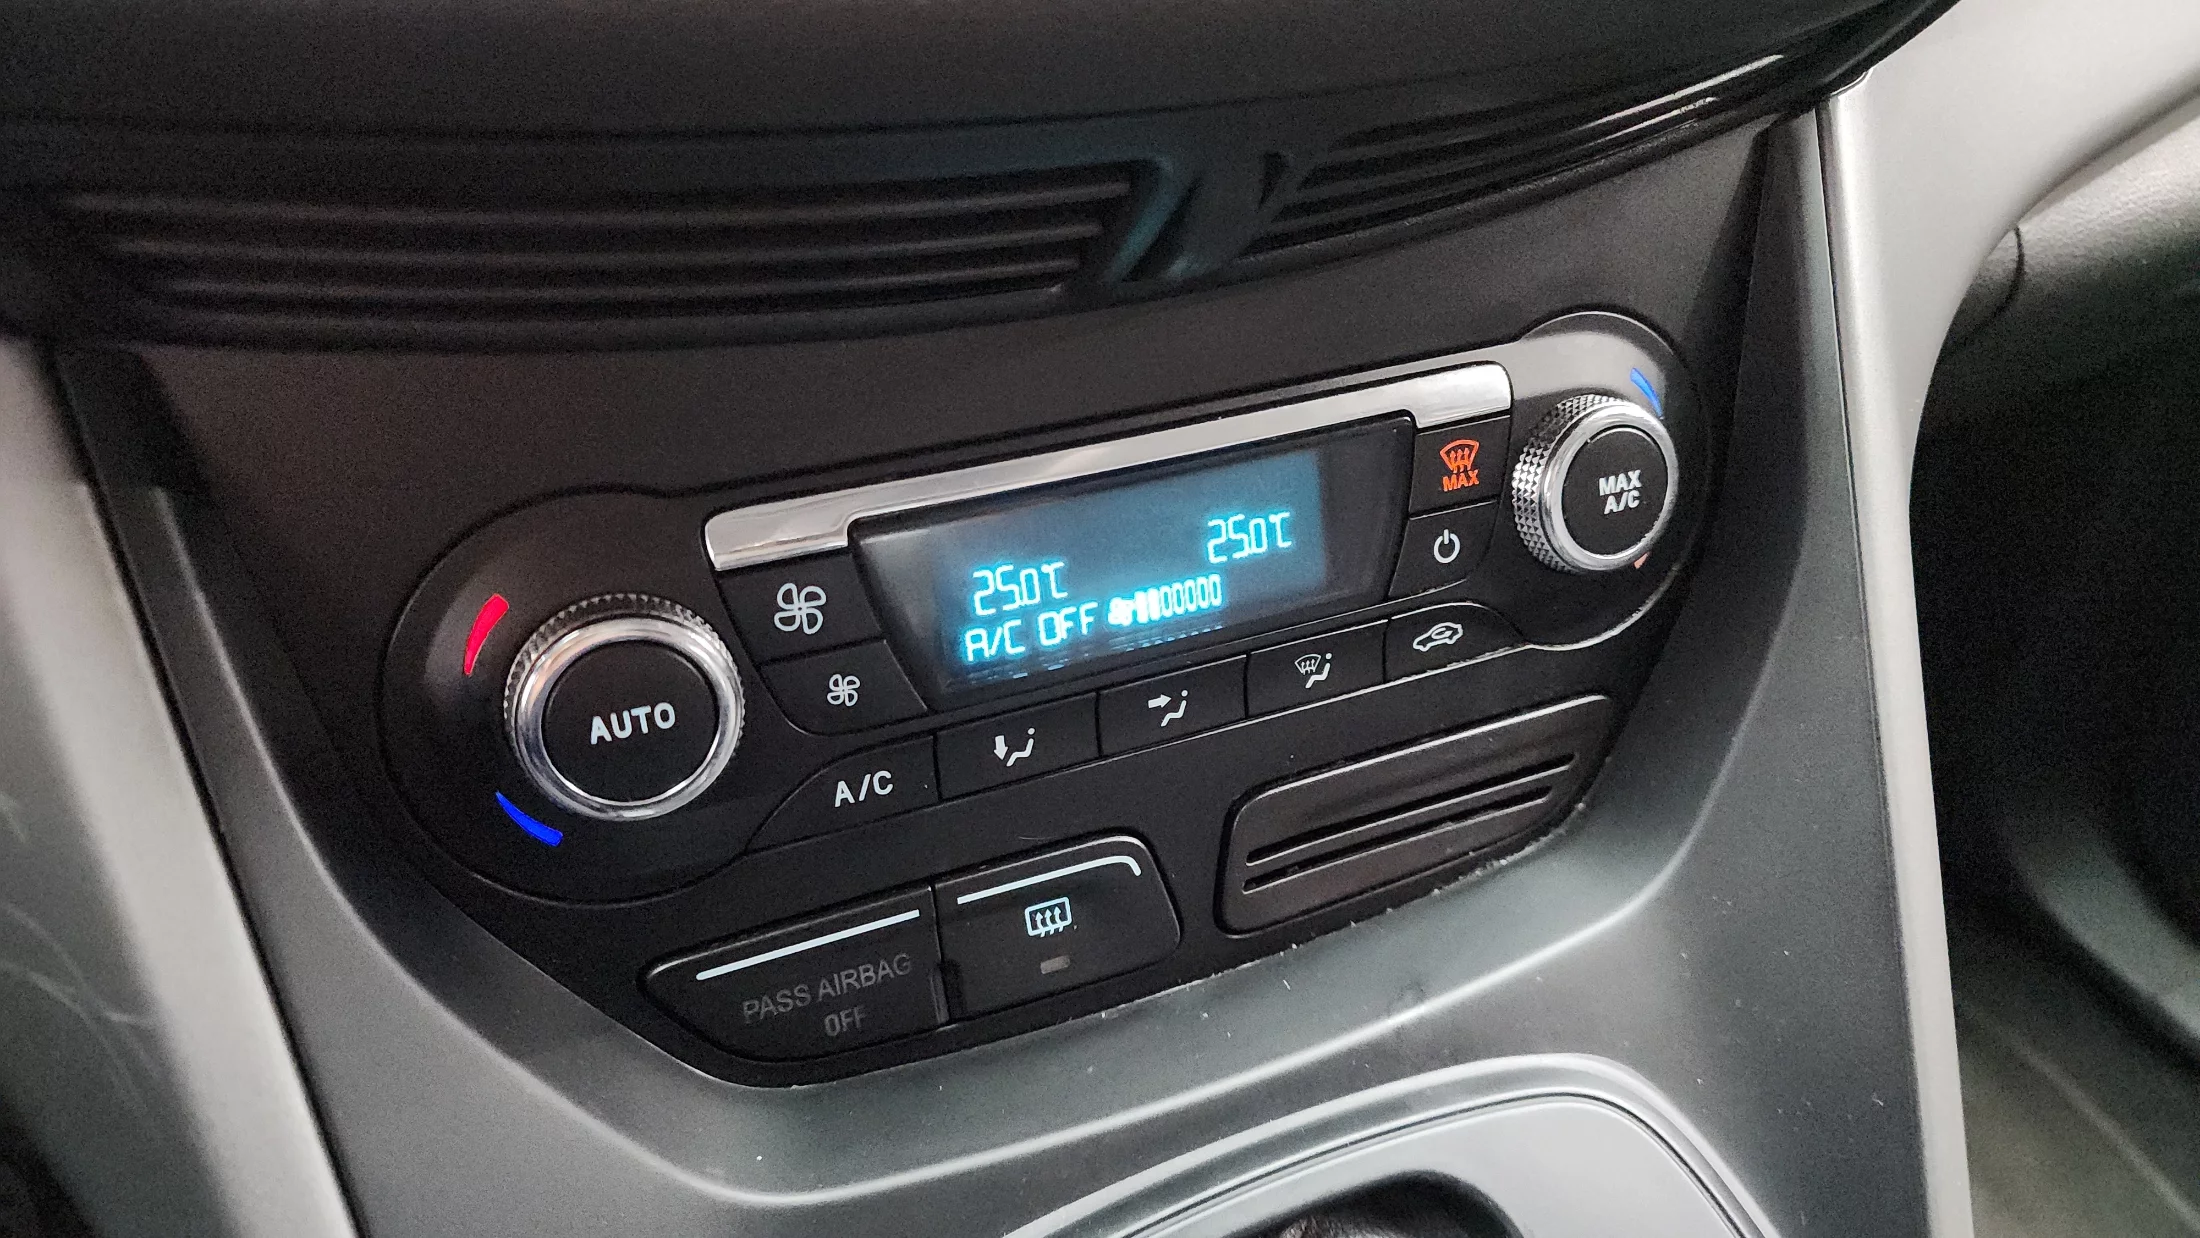 25.0℃ 25.0℃
A/C OFF
MAX
MAX
A/C
AUTO
A/C
PASS AIRBAG
OFF